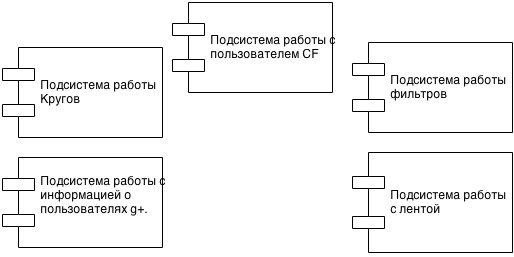 Подсистема работы с
пользователем CF
Подсистема работы
Кругов
Подсистема работы
фильтров
Подсистема работы с
информацией о
пользователях g+.
Подсистема работы
с лентой